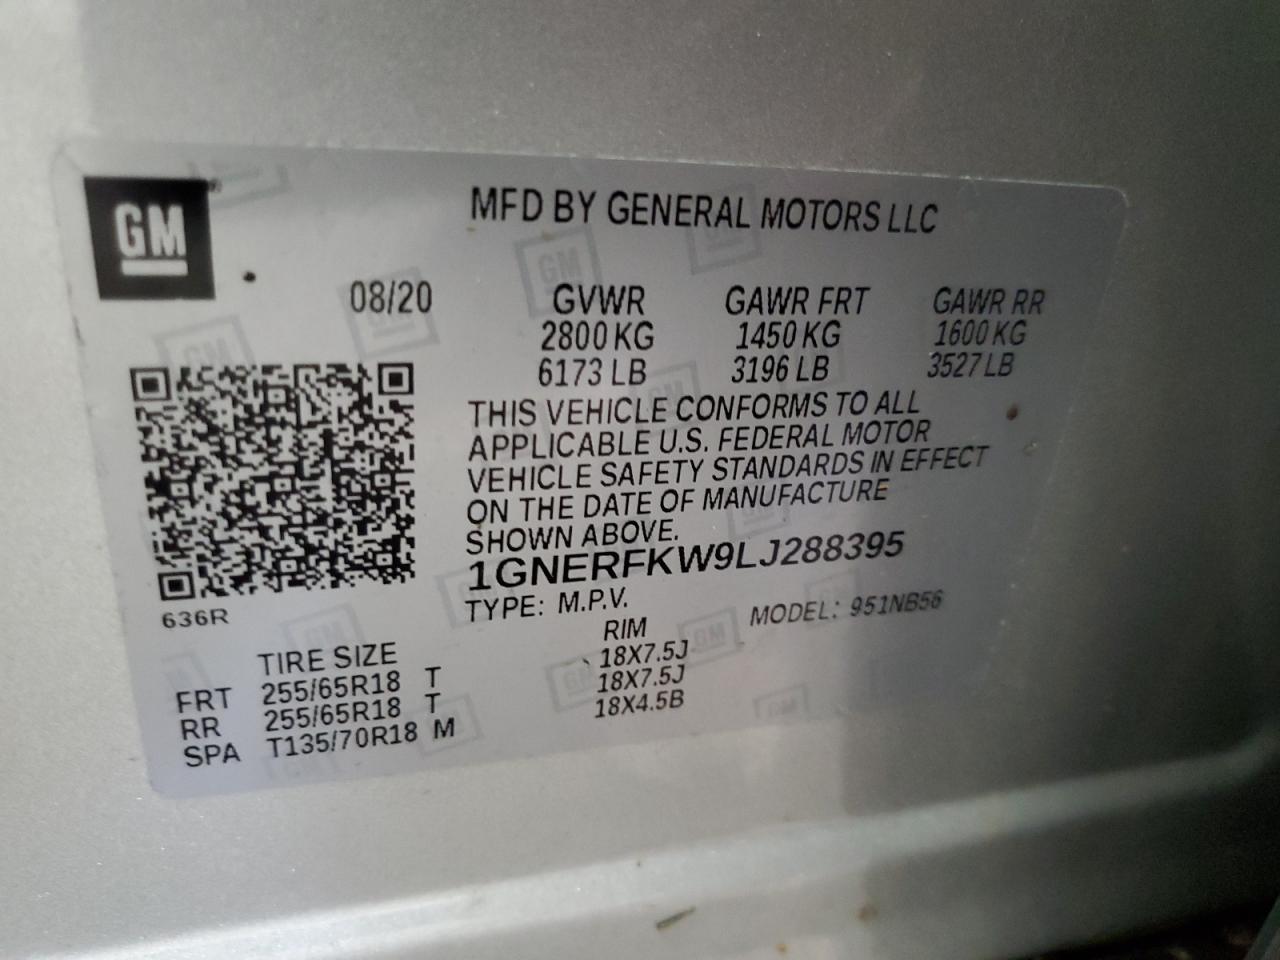 GM
MFD BY GENERAL MOTORS LLC
08/20 GVWR GAWR FRT GAWR RR
2800 KG 1450 KG 1600 KG
6173 LB 3196 LB 3527 LB
THIS VEHICLE CONFORMS TO ALL
APPLICABLE U.S. FEDERAL MOTOR
VEHICLE SAFETY STANDARDS IN EFFECT
ON THE DATE OF MANUFACTURE
SHOWN ABOVE.
1GNERFKW9LJ288395
TYPE: M.P.V. MODEL: 951NB56
636R
TIRE SIZE RIM
FRT 255/65R18 T 18X7.5J
RR 255/65R18 T 18X7.5J
SPA T135/70R18 M 18X4.5B